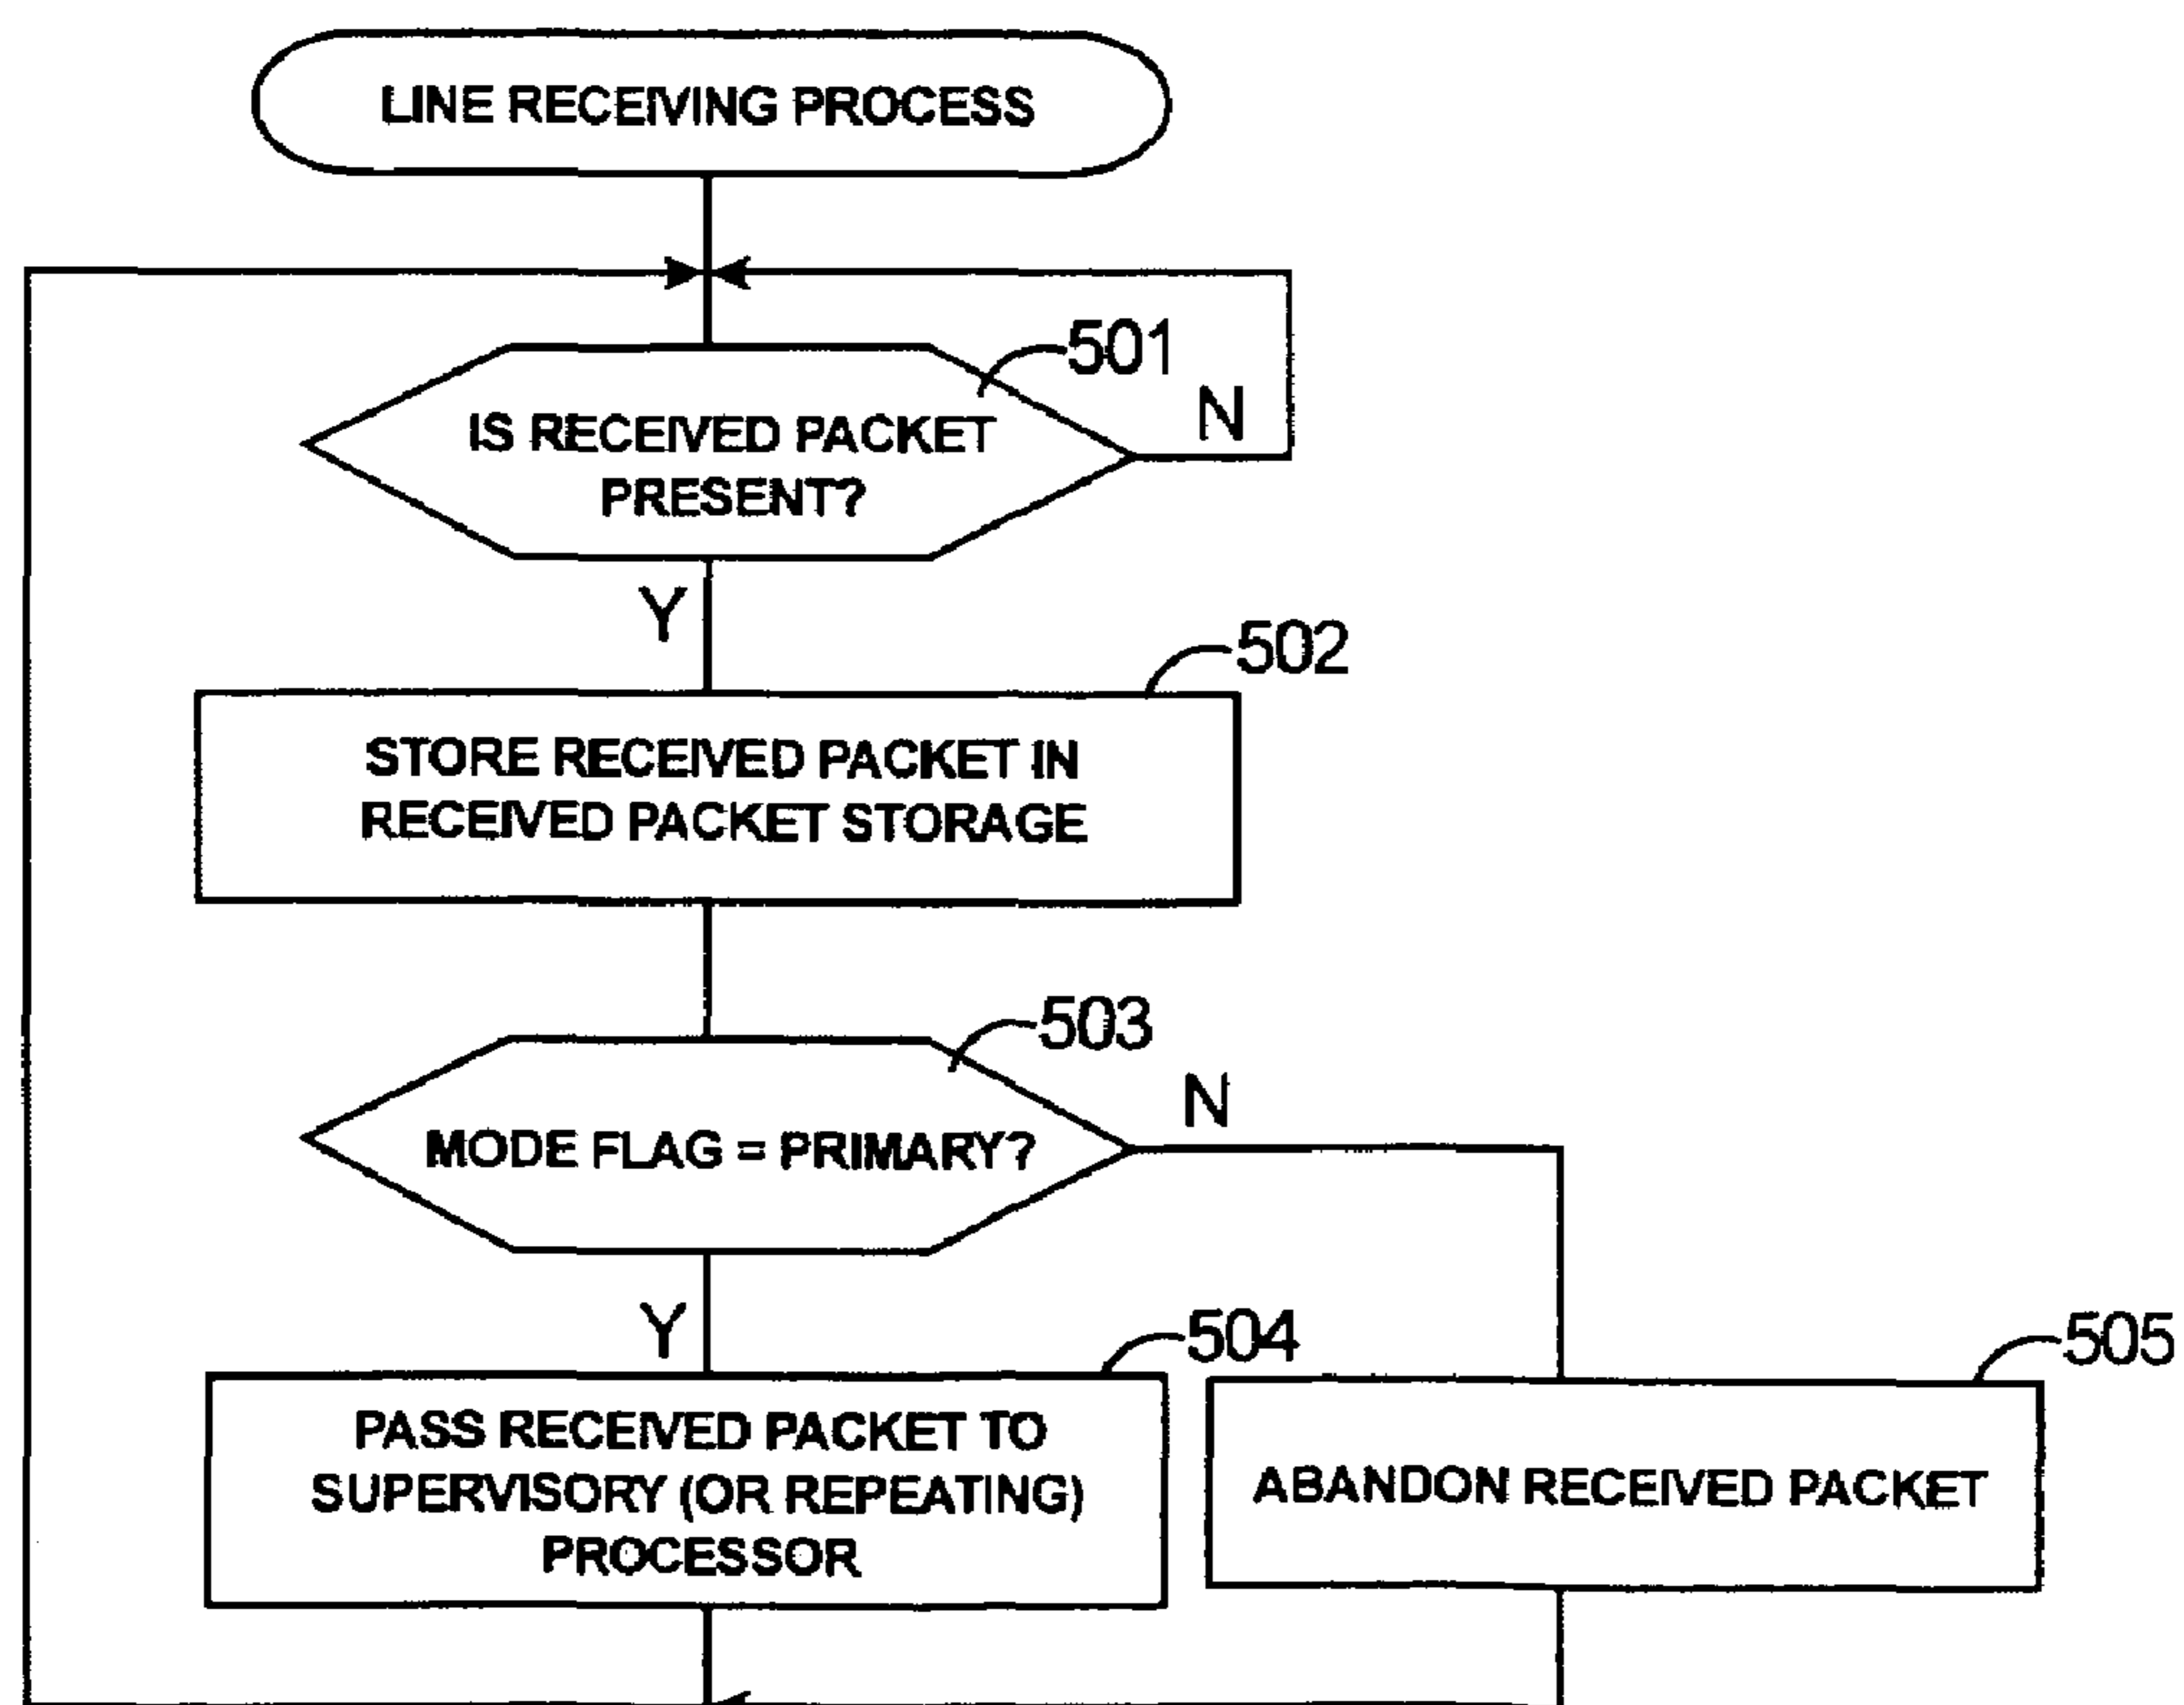 LINE RECEIVING PROCESS
501
N
IS RECEIVED PACKET
PRESENT?
Y
502
STORE RECEIVED PACKET IN
RECEIVED PACKET STORAGE
503
N
MODE FLAG = PRIMARY?
Y
504
505
PASS RECEIVED PACKET TO
SUPERVISORY (OR REPEATING)
PROCESSOR
ABANDON RECEIVED PACKET